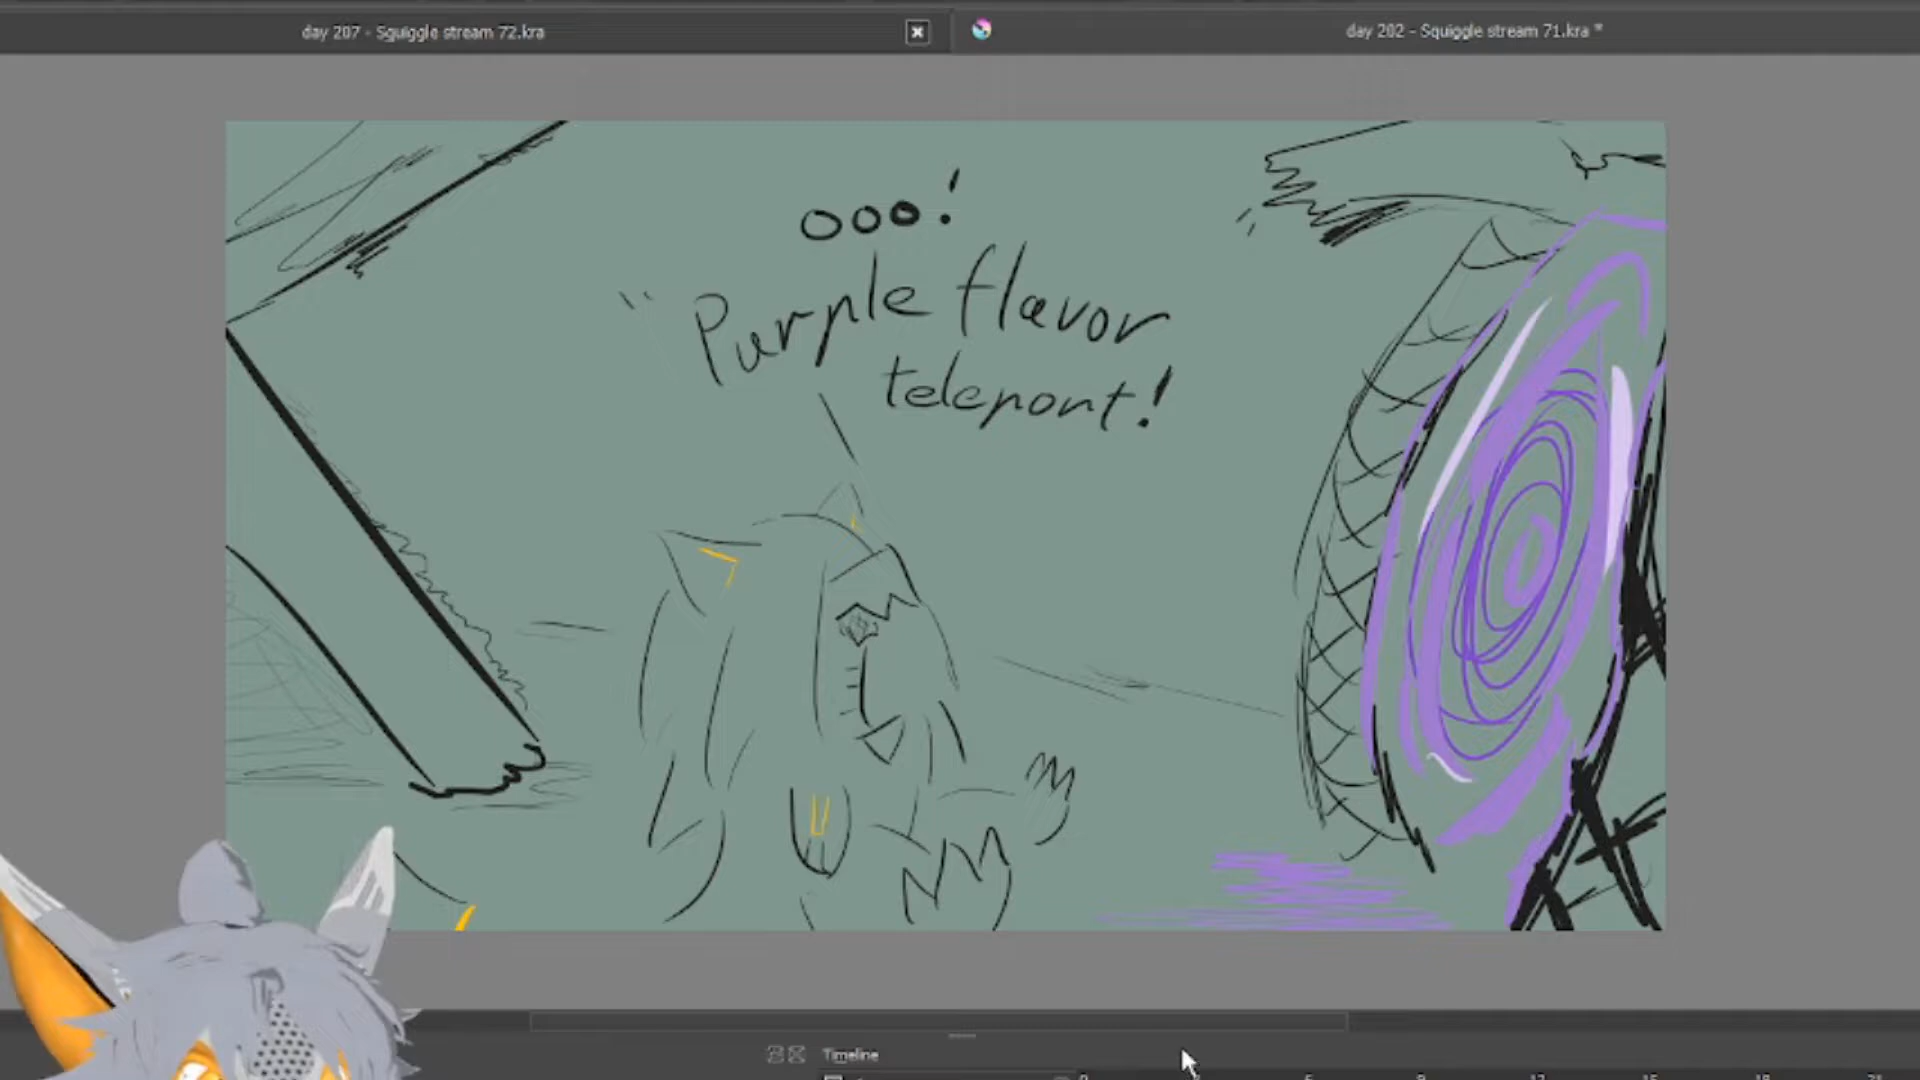 day 207 - Squiggle stream 72.kra
day 202 - Squiggle stream 71.kra *
ooo!
"Purple flavor
teleport!
Timeline